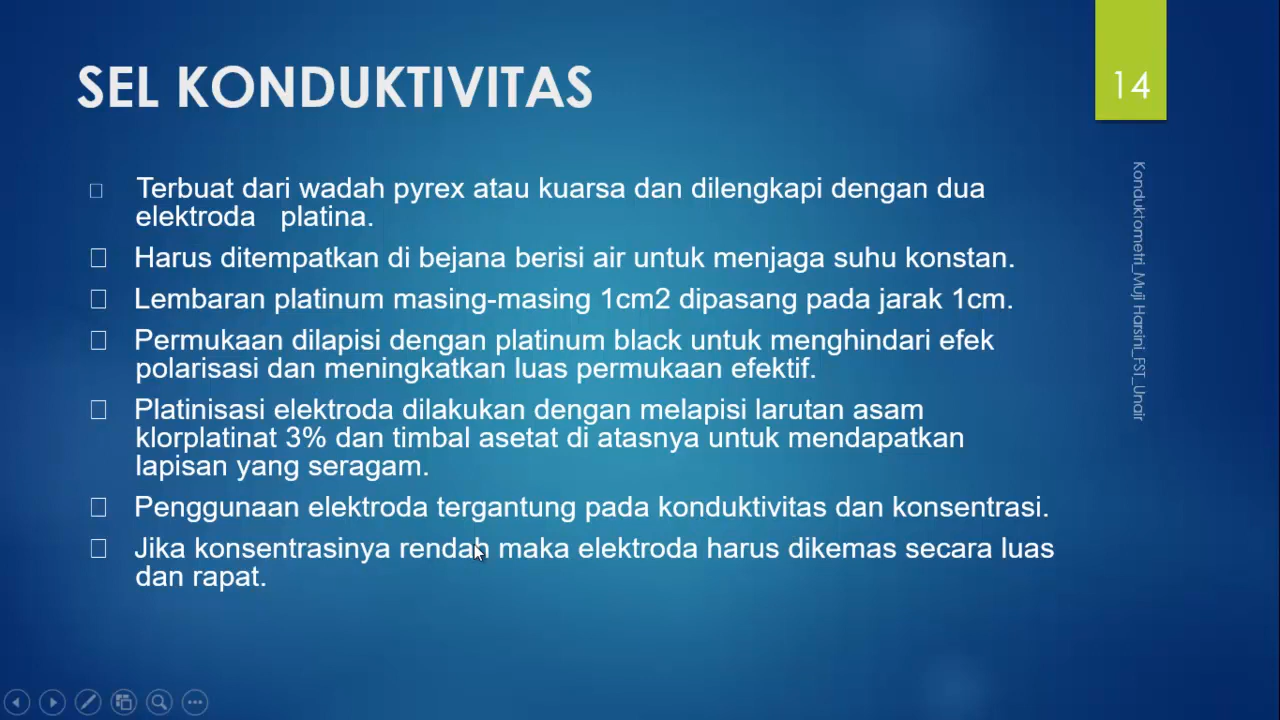 SEL KONDUKTIVITAS
14
Terbuat dari wadah pyrex atau kuarsa dan dilengkapi dengan dua
elektroda platina.
Harus ditempatkan di bejana berisi air untuk menjaga suhu konstan.
Lembaran platinum masing-masing 1cm2 dipasang pada jarak 1cm.
Permukaan dilapisi dengan platinum black untuk menghindari efek
polarisasi dan meningkatkan luas permukaan efektif.
Platinisasi elektroda dilakukan dengan melapisi larutan asam
klorplatinat 3% dan timbal asetat di atasnya untuk mendapatkan
lapisan yang seragam.
Penggunaan elektroda tergantung pada konduktivitas dan konsentrasi.
Jika konsentrasinya rendah maka elektroda harus dikemas secara luas
dan rapat.
Konduktometri_Muji Harsini_FST_Unair